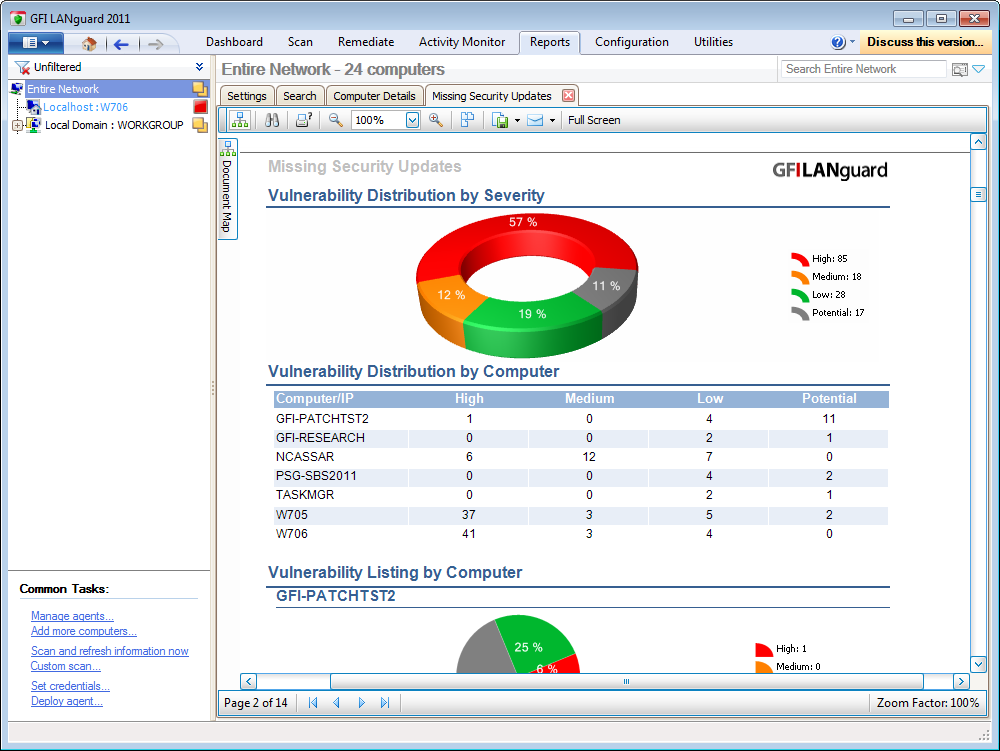 GFI LANguard 2011
Dashboard Scan Remediate Activity Monitor Reports Configuration Utilities Discuss this version...
Unfiltered
Entire Network
Localhost : W706
Local Domain : WORKGROUP
Common Tasks:
Manage agents...
Add more computers...
Scan and refresh information now
Custom scan...
Set credentials...
Deploy agent...
Entire Network - 24 computers
Search Entire Network
Settings Search Computer Details Missing Security Updates
100% Full Screen
Document Map
Missing Security Updates
GFI LANguard
Vulnerability Distribution by Severity
57 %
11 %
12 %
19 %
High: 85
Medium: 18
Low: 28
Potential: 17
Vulnerability Distribution by Computer
Computer/IP High Medium Low Potential
GFI-PATCHTST2 1 0 4 11
GFI-RESEARCH 0 0 2 1
NCASSAR 6 12 7 0
PSG-SBS2011 0 0 4 2
TASKMGR 0 0 2 1
W705 37 3 5 2
W706 41 3 4 0
Vulnerability Listing by Computer
GFI-PATCHTST2
25 %
6 %
High: 1
Medium: 0
Page 2 of 14
Zoom Factor: 100%